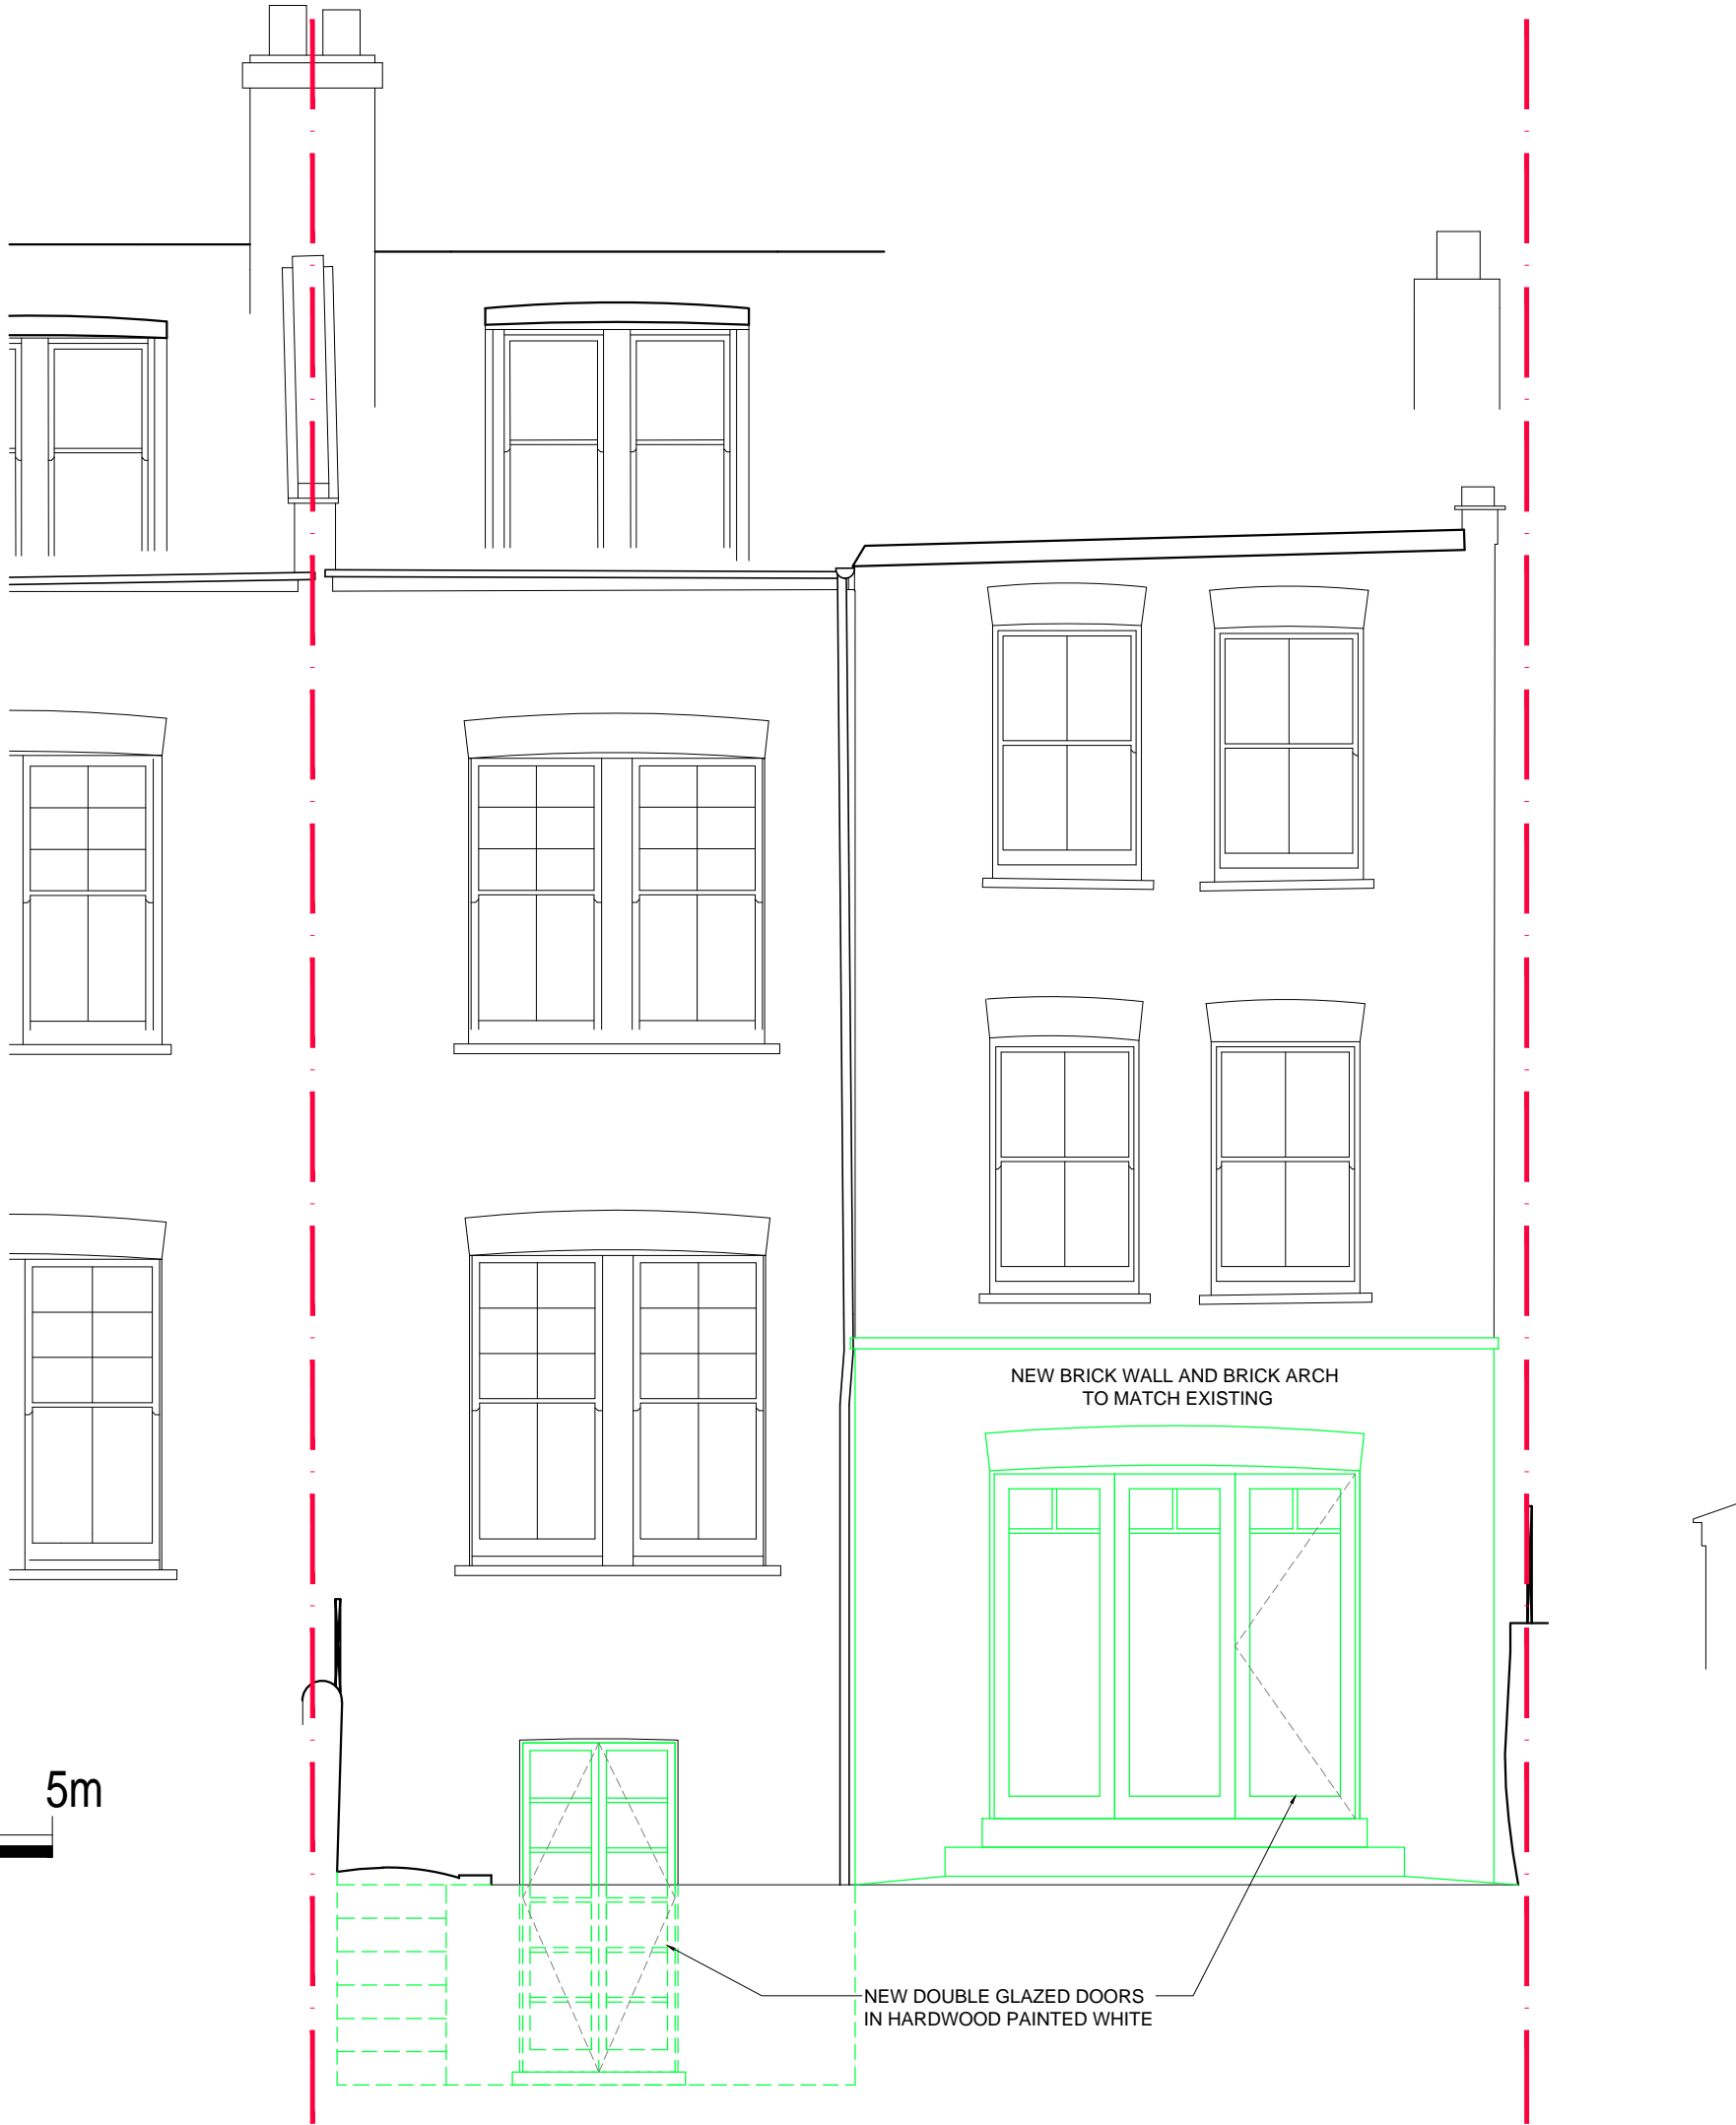 NEW BRICK WALL AND BRICK ARCH
TO MATCH EXISTING
5m
NEW DOUBLE GLAZED DOORS
IN HARDWOOD PAINTED WHITE